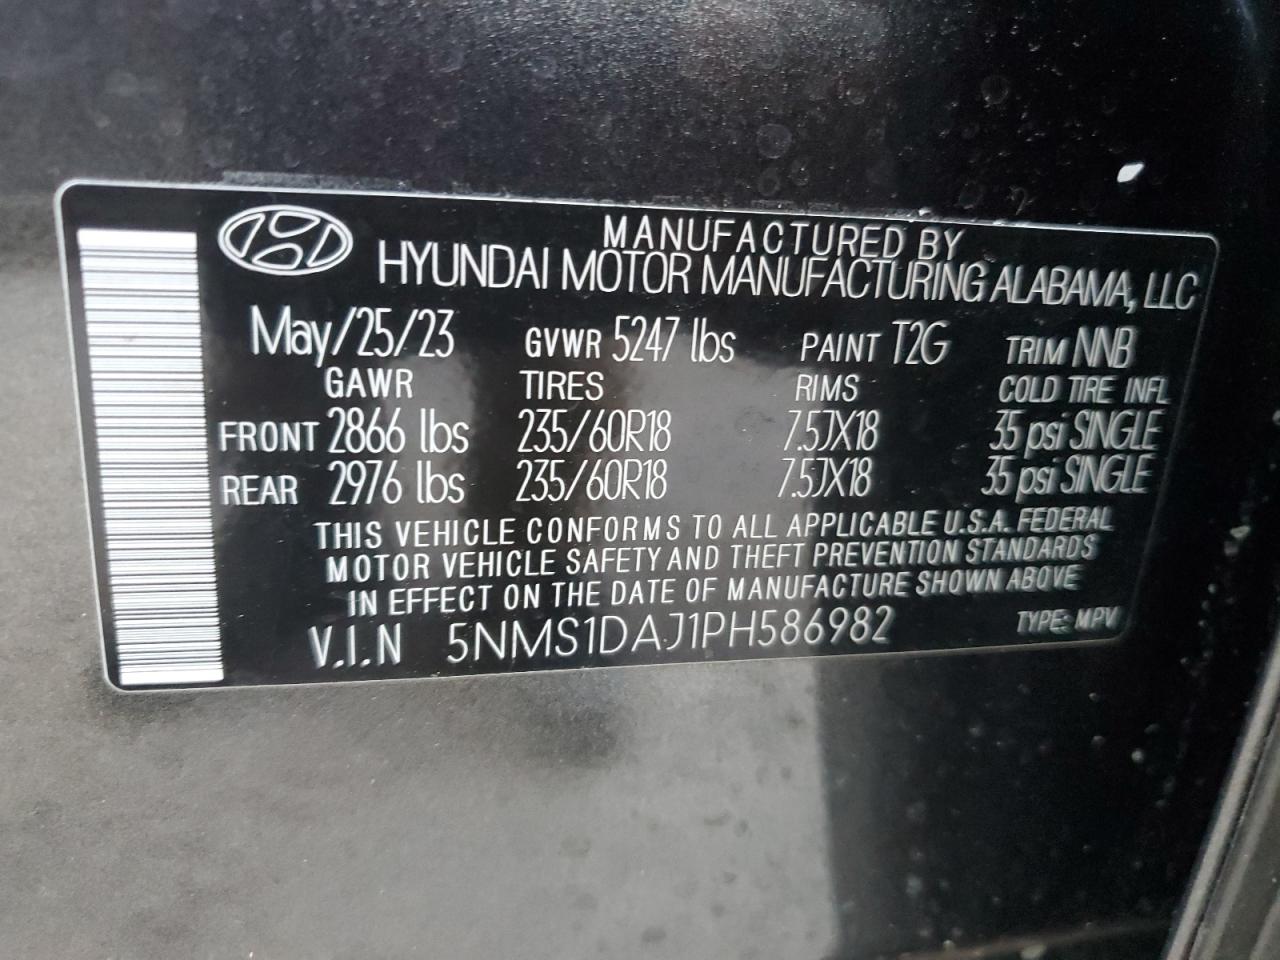 MANUFACTURED BY
HYUNDAI MOTOR MANUFACTURING ALABAMA, LLC
May/25/23 GVWR 5247 lbs PAINT T2G TRIM NNB
GAWR TIRES RIMS COLD TIRE INFL
FRONT 2866 lbs 235/60R18 7.5JX18 35 psi SINGLE
REAR 2976 lbs 235/60R18 7.5JX18 35 psi SINGLE
THIS VEHICLE CONFORMS TO ALL APPLICABLE U.S.A. FEDERAL
MOTOR VEHICLE SAFETY AND THEFT PREVENTION STANDARDS
IN EFFECT ON THE DATE OF MANUFACTURE SHOWN ABOVE
V.I.N 5NMS1DAJ1PH586982 TYPE: MPV